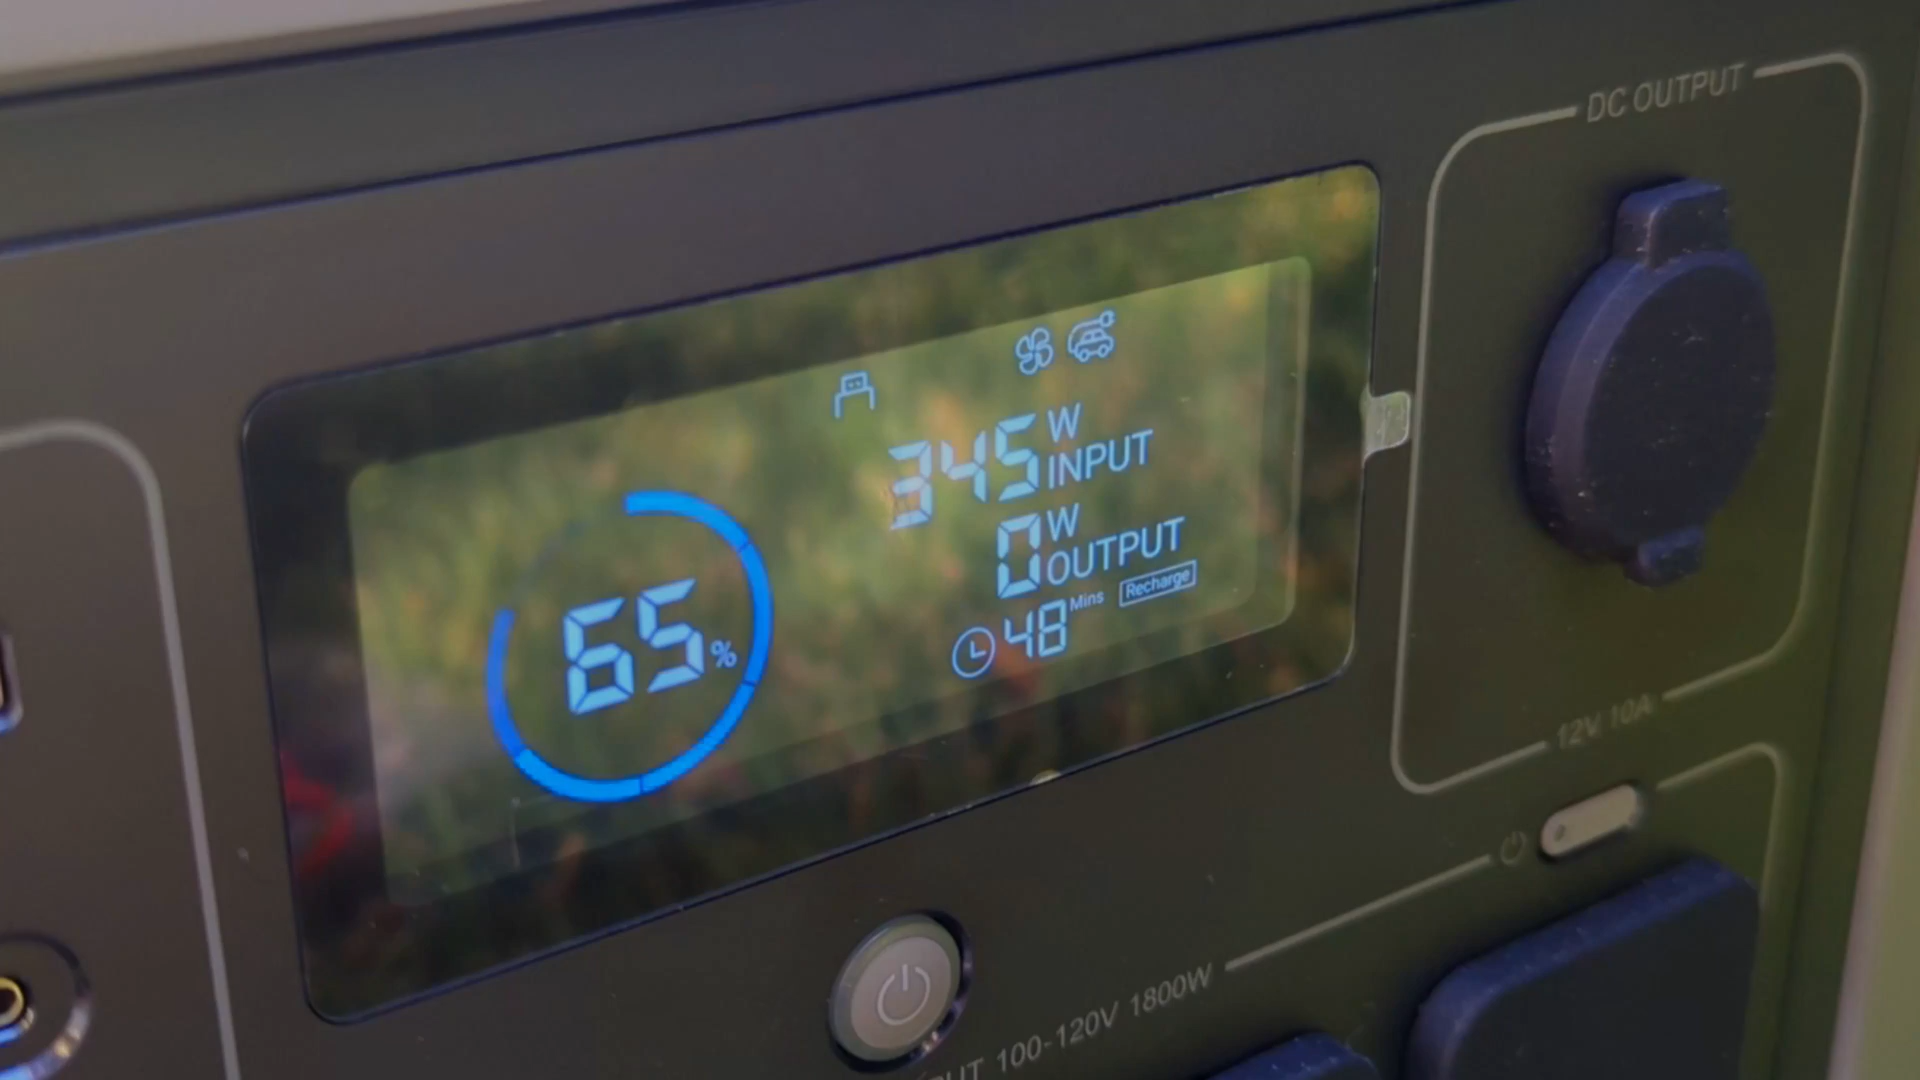 DC OUTPUT
345 W
INPUT
0 W
OUTPUT
65%
48 Mins Recharge
12V 10A
100-120V 1800W